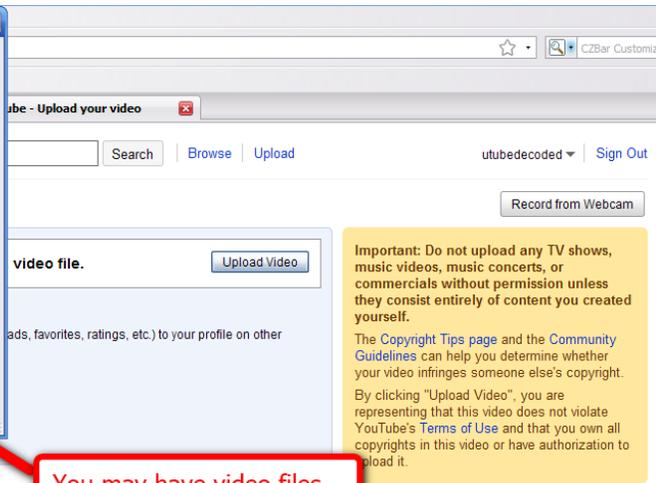 CZBar Customiz
ube - Upload your video
Search Browse Upload utubedecoded Sign Out
Record from Webcam
video file. Upload Video
ads, favorites, ratings, etc.) to your profile on other
Important: Do not upload any TV shows,
music videos, music concerts, or
commercials without permission unless
they consist entirely of content you created
yourself.
The Copyright Tips page and the Community
Guidelines can help you determine whether
your video infringes someone else's copyright.
By clicking "Upload Video", you are
representing that this video does not violate
YouTube's Terms of Use and that you own all
copyrights in this video or have authorization to
pload it.
You may have video files